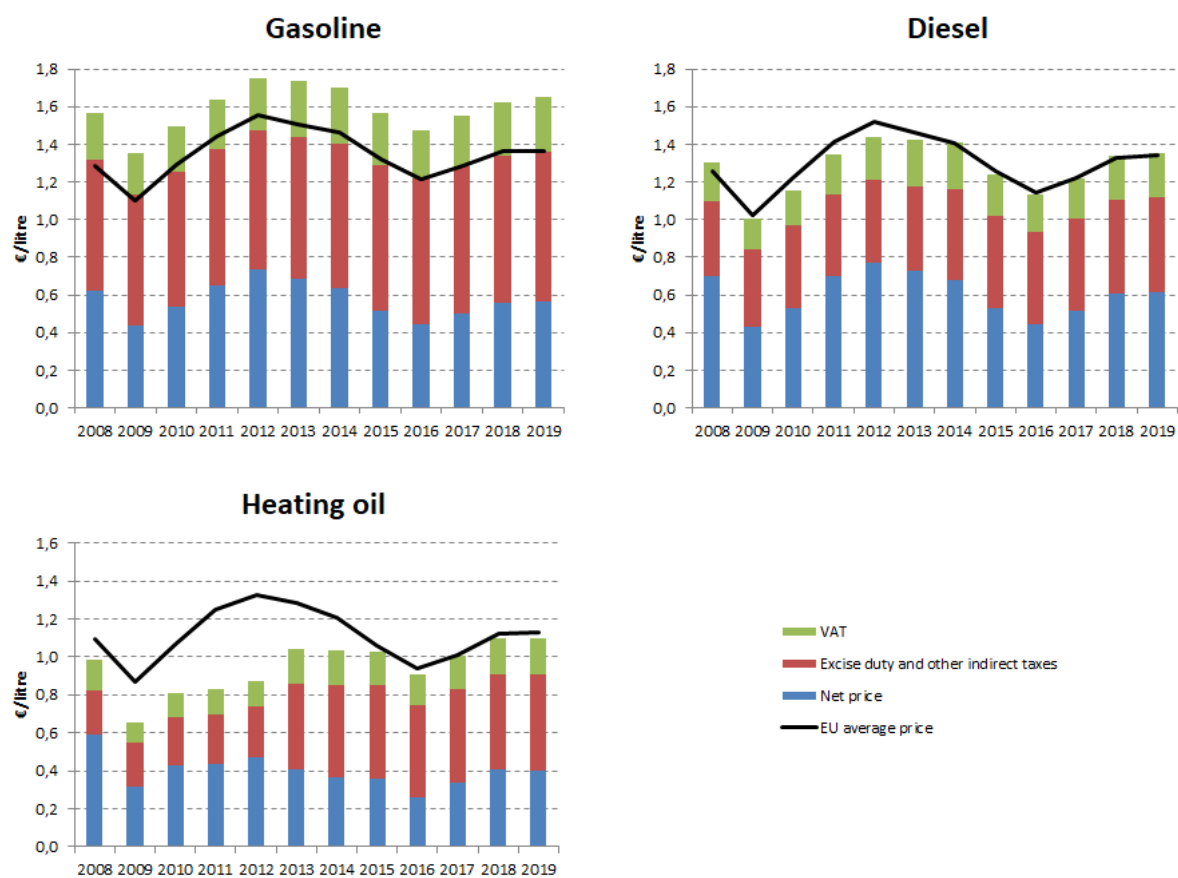 Gasoline
€/litre
1,8
1,6
1,4
1,2
1,0
0,8
0,6
0,4
0,2
0,0
2008 2009 2010 2011 2012 2013 2014 2015 2016 2017 2018 2019
Diesel
€/litre
1,8
1,6
1,4
1,2
1,0
0,8
0,6
0,4
0,2
0,0
2008 2009 2010 2011 2012 2013 2014 2015 2016 2017 2018 2019
Heating oil
€/litre
1,6
1,4
1,2
1,0
0,8
0,6
0,4
0,2
0,0
2008 2009 2010 2011 2012 2013 2014 2015 2016 2017 2018 2019
VAT
Excise duty and other indirect taxes
Net price
EU average price